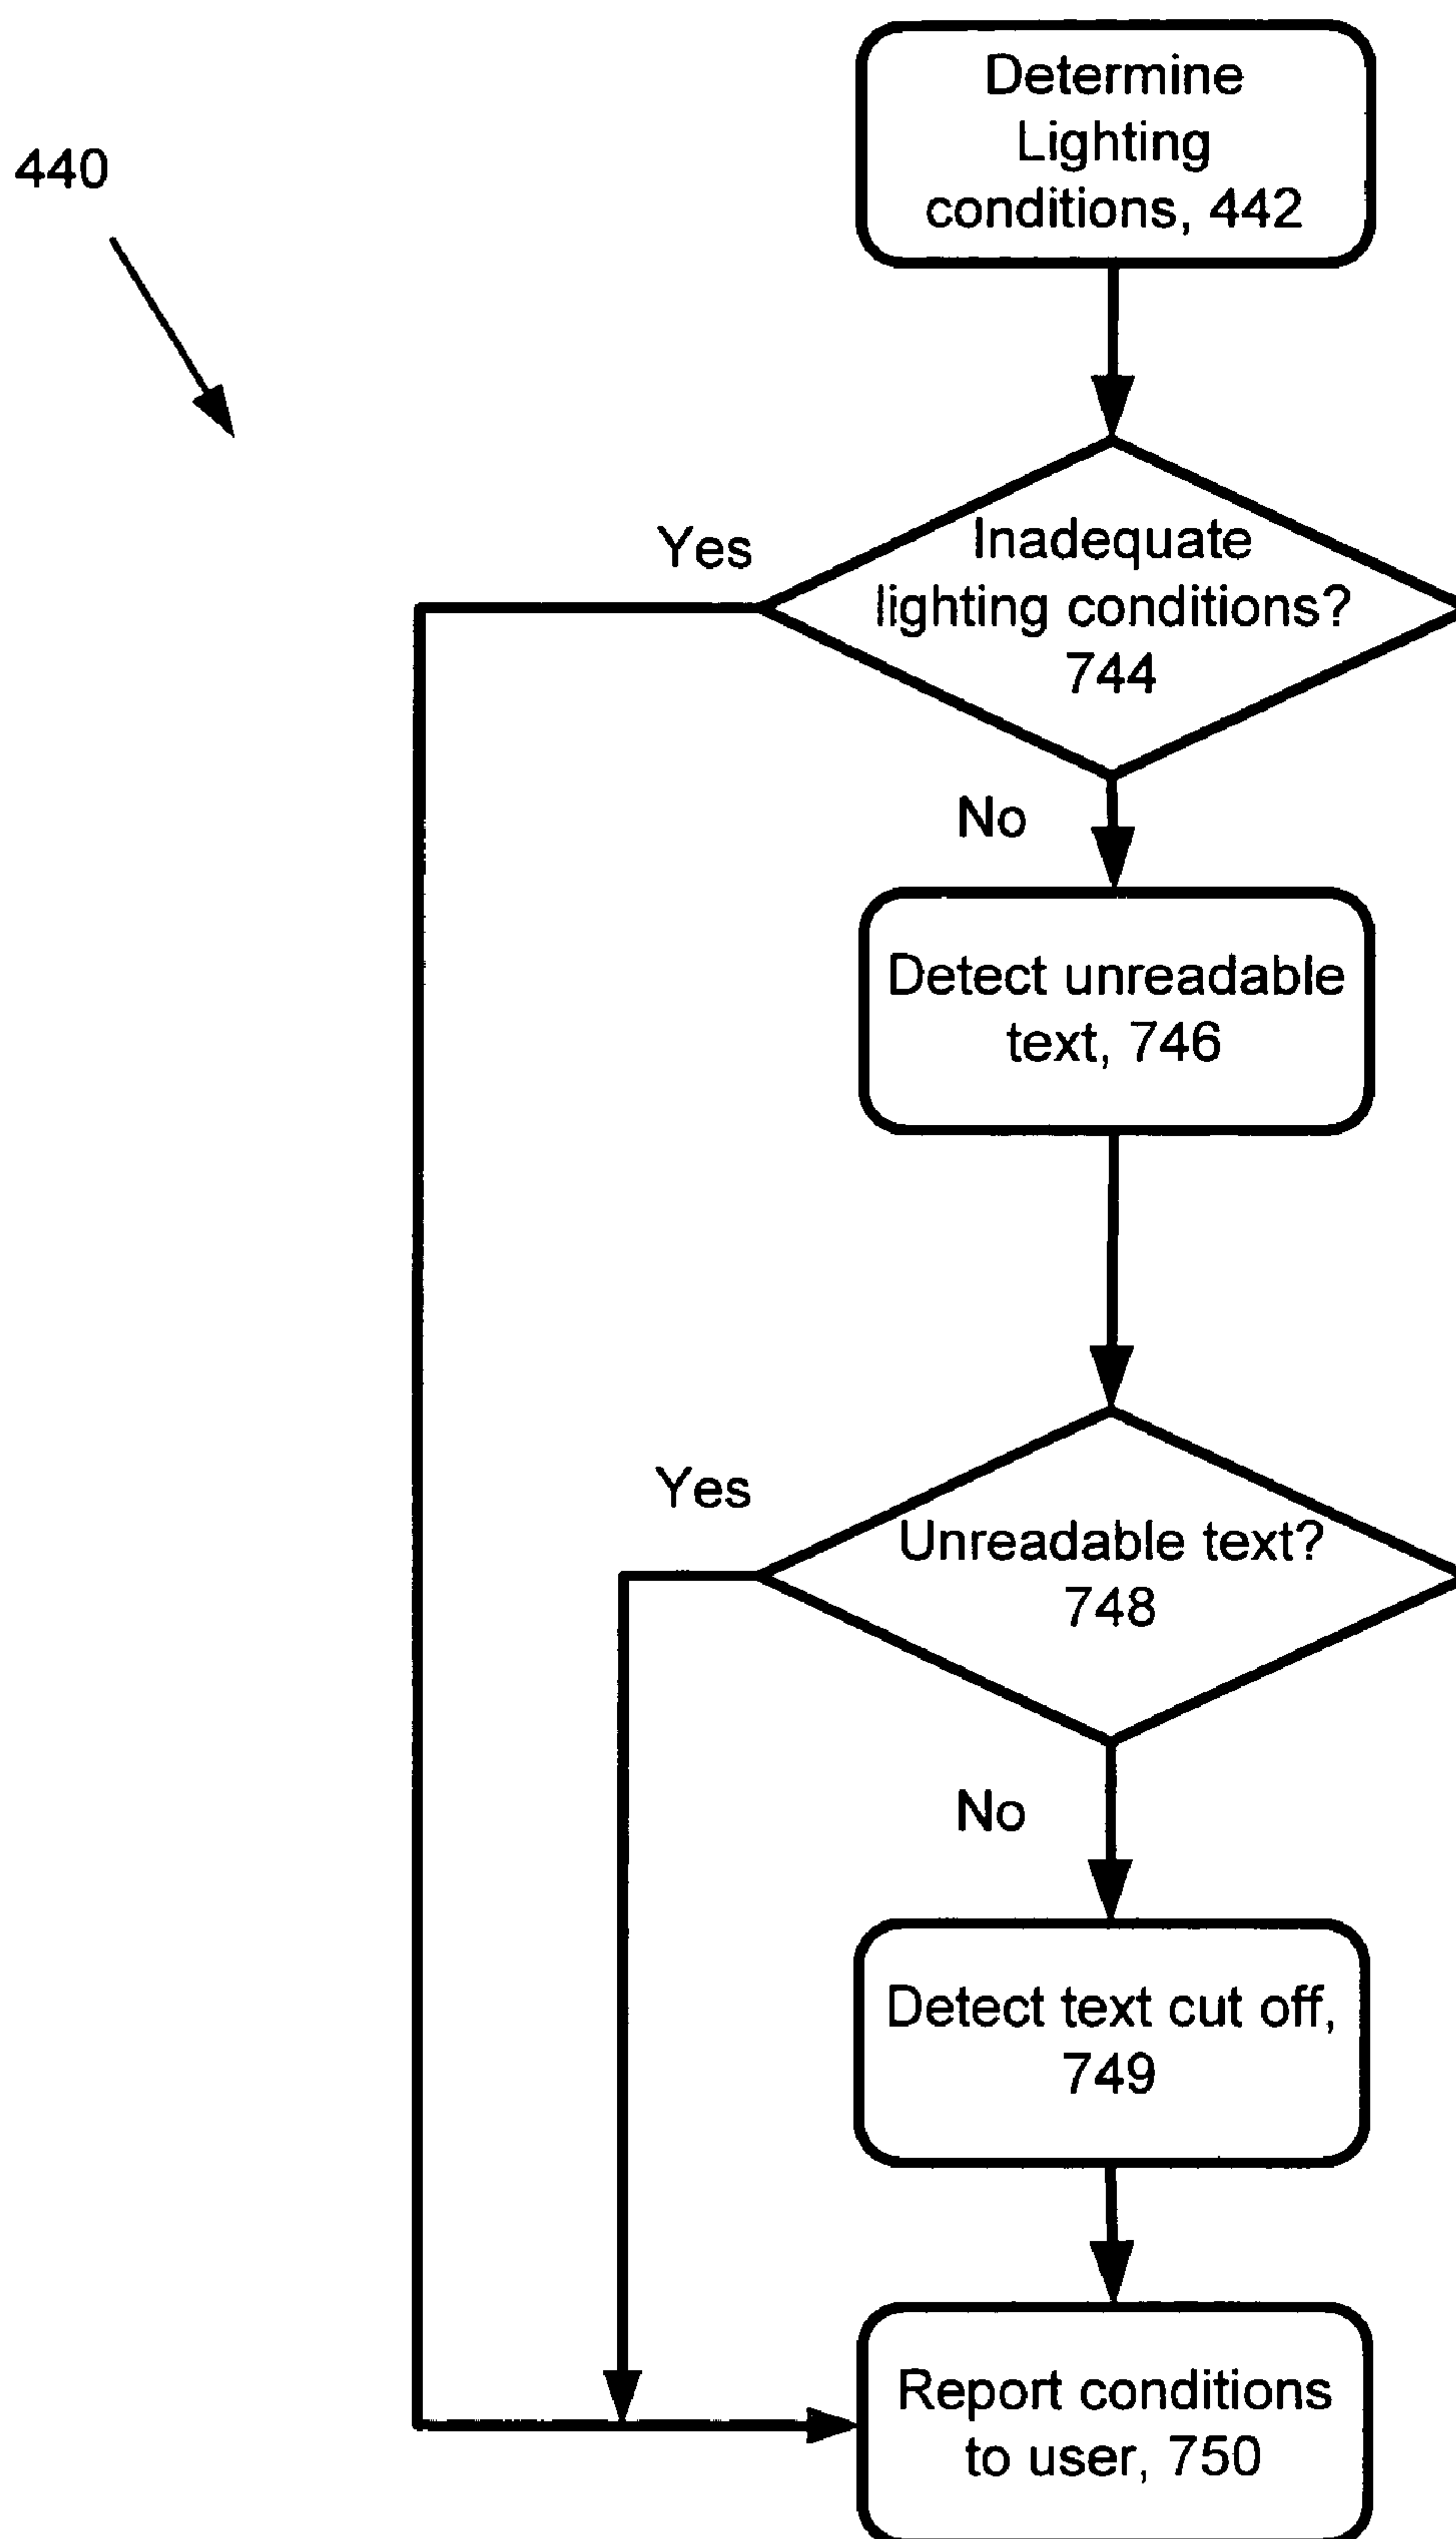 440
Determine
Lighting
conditions, 442
Yes
Inadequate
lighting conditions?
744
No
Detect unreadable
text, 746
Yes
Unreadable text?
748
No
Detect text cut off,
749
Report conditions
to user, 750